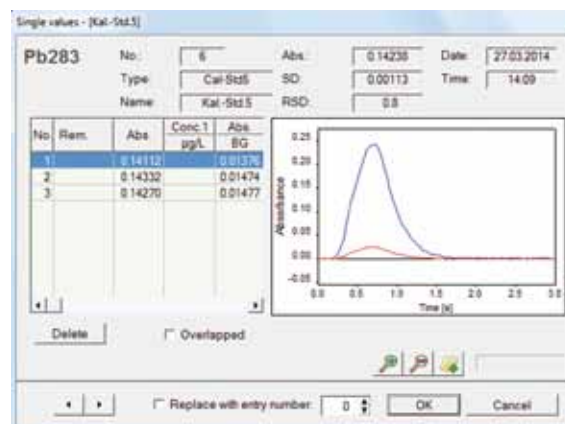 Single values - [Kal.-Std.5]
Pb283
No.: 6 Abs.: 0.14238 Date: 27.03.2014
Type: Cal-Std5 SD: 0.00113 Time: 14:09
Name: Kal.-Std.5 RSD: 0.8
No. Rem. Abs. Conc.1 Abs.
µg/L BG
1 0.14112 0.01376
2 0.14332 0.01474
3 0.14270 0.01477
Absorbance
0.25
0.20
0.15
0.10
0.05
0.00
-0.05
0.0 0.5 1.0 1.5 2.0 2.5 3.0
Time [s]
Delete Overlapped
Replace with entry number: 0 OK Cancel